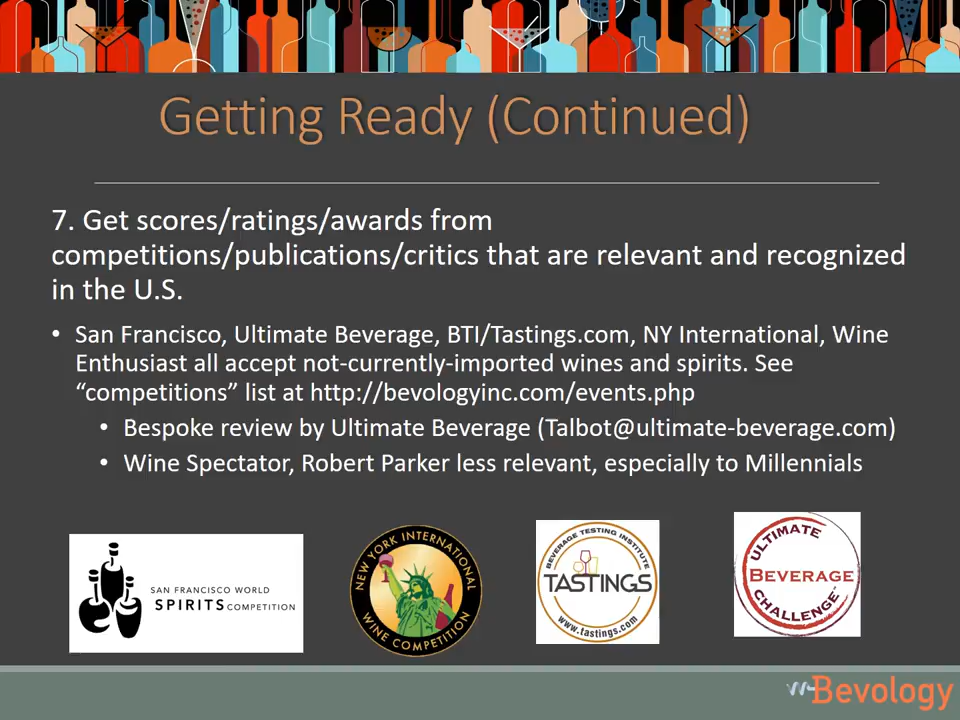 Getting Ready (Continued)
7. Get scores/ratings/awards from
competitions/publications/critics that are relevant and recognized
in the U.S.
• San Francisco, Ultimate Beverage, BTI/Tastings.com, NY International, Wine
Enthusiast all accept not-currently-imported wines and spirits. See
“competitions” list at http://bevologyinc.com/events.php
• Bespoke review by Ultimate Beverage (Talbot@ultimate-beverage.com)
• Wine Spectator, Robert Parker less relevant, especially to Millennials
SAN FRANCISCO WORLD
SPIRITS COMPETITION
NEW YORK INTERNATIONAL
WINE COMPETITION
BEVERAGE TESTING INSTITUTE
TASTINGS
www.tastings.com
ULTIMATE
BEVERAGE
CHALLENGE
Bevology